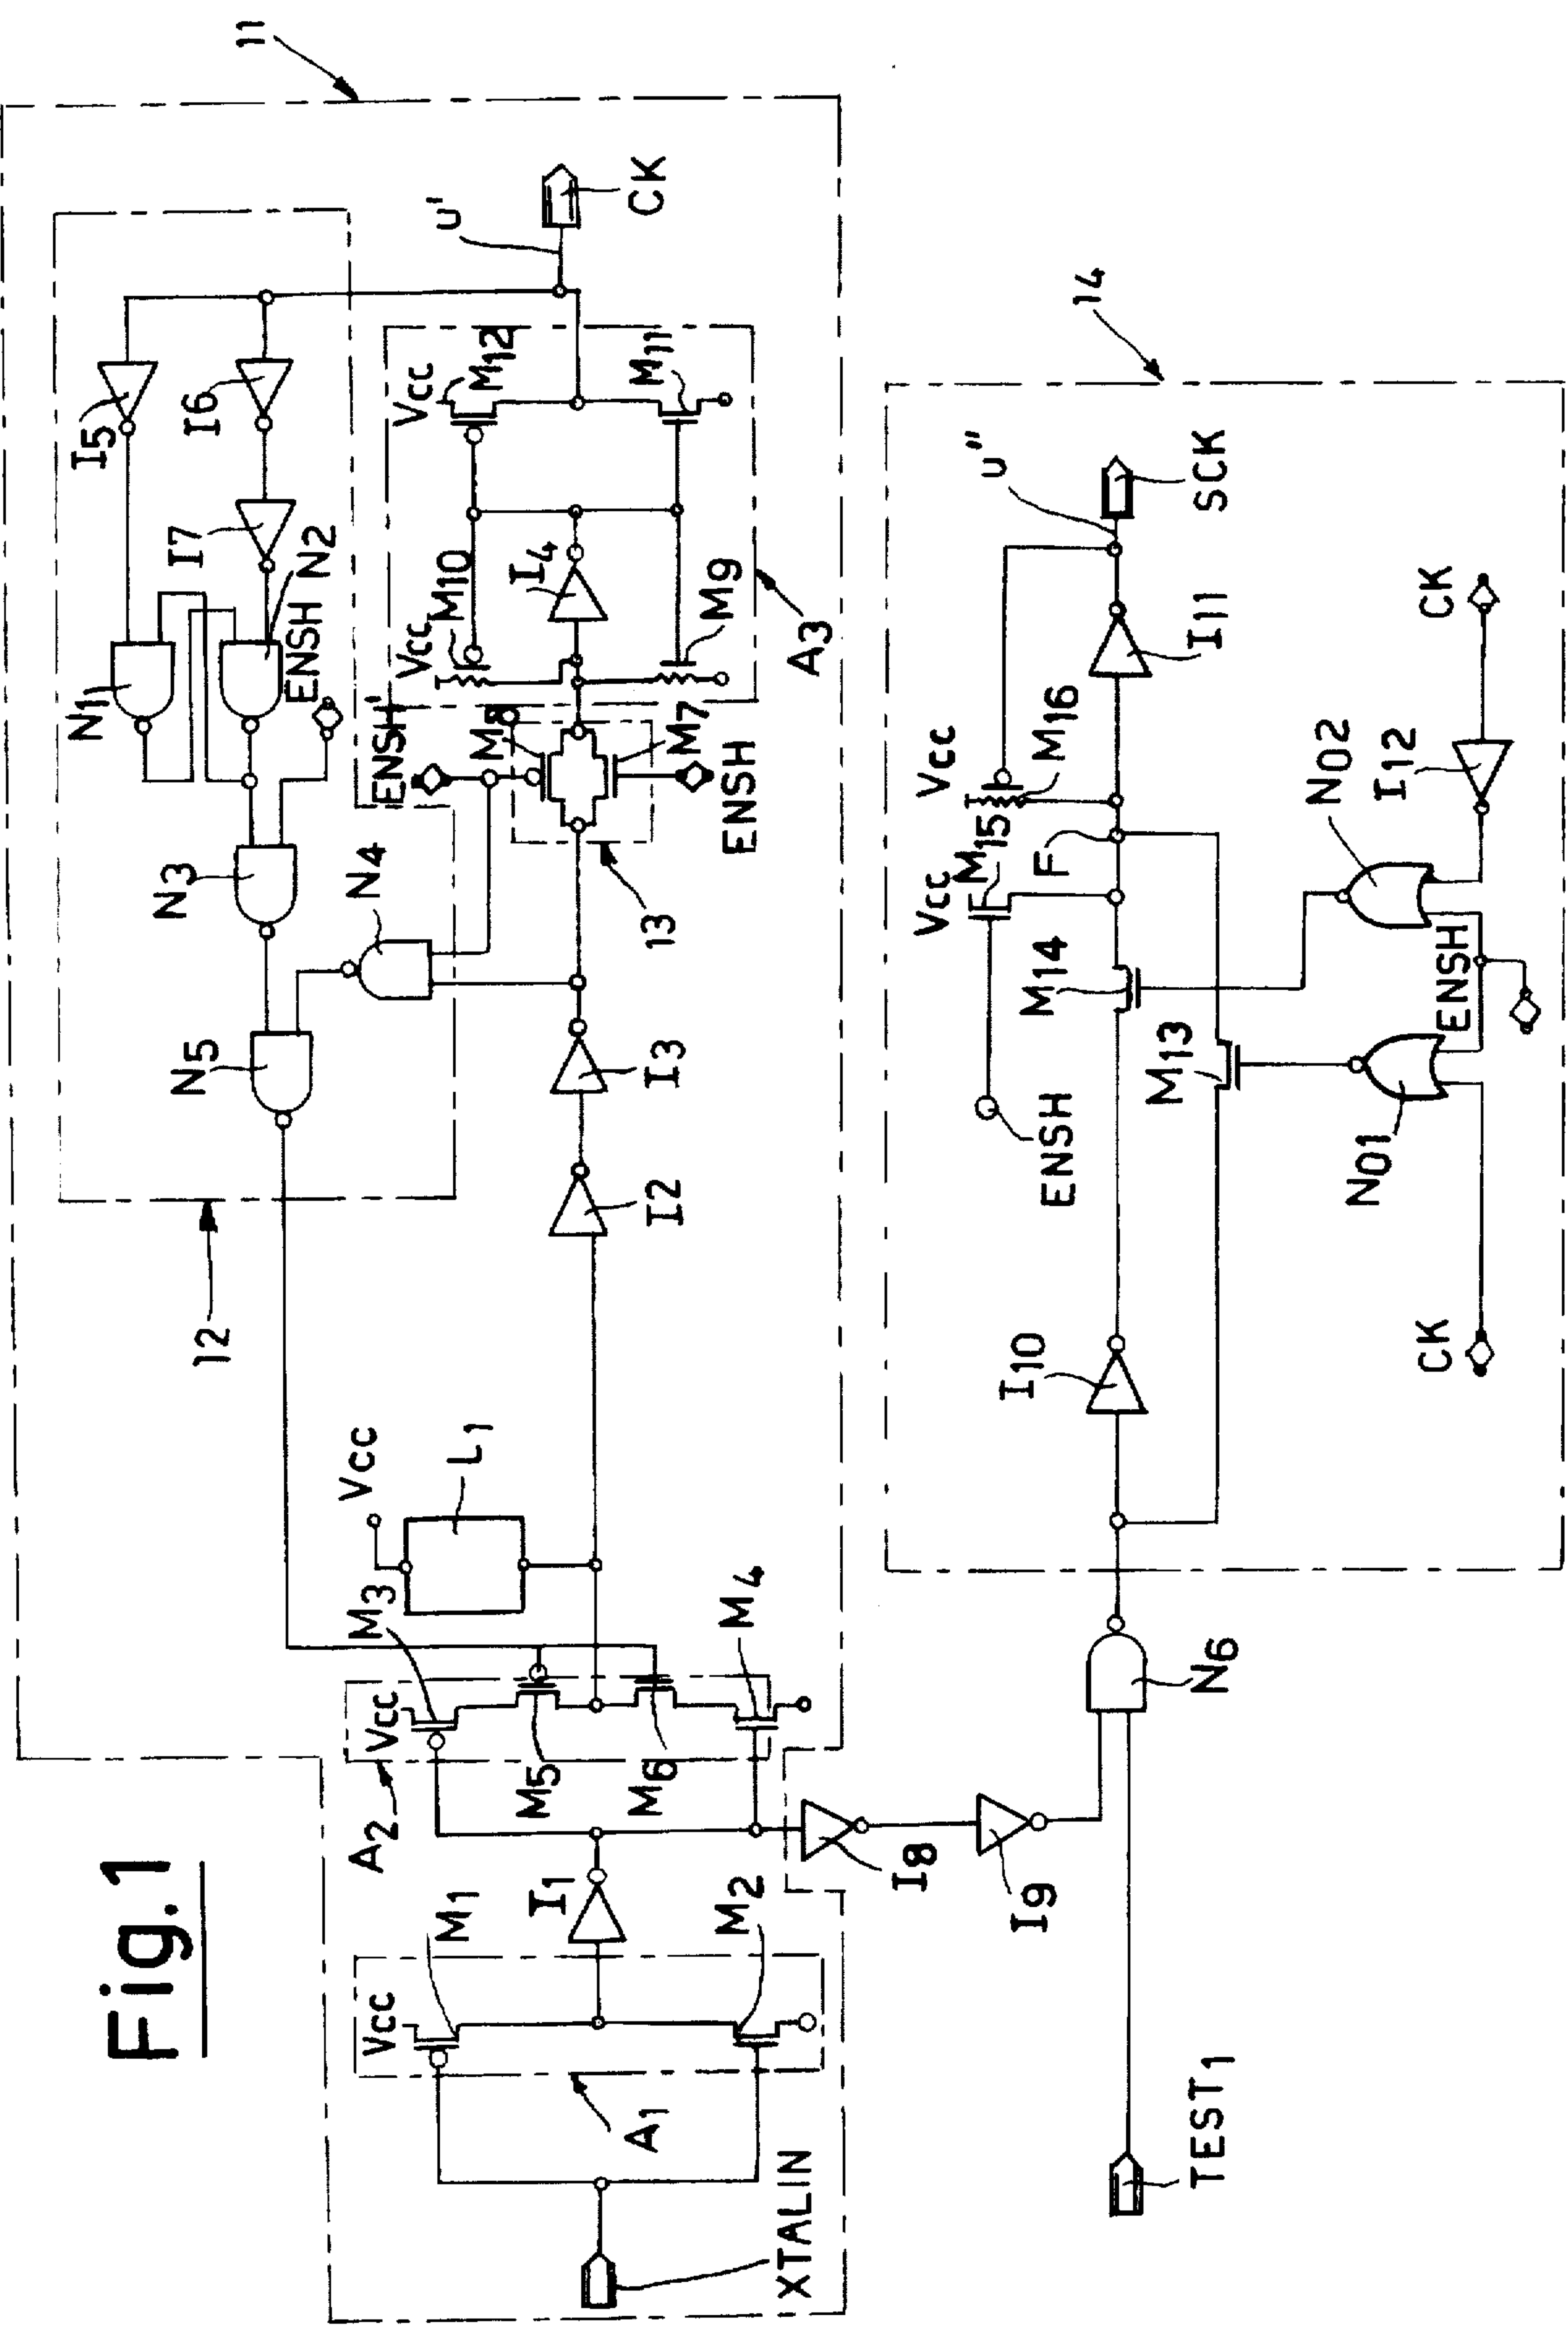 Fig.1
11
12
I5
I6
I7
N1
N2
ENSH
N3
N4
N5
u'
CK
Vcc
M12
M11
Vcc
M10
I4
M9
A3
ENSH'
M8
M7
ENSH
13
I3
I2
Vcc
L1
M3
Vcc
M4
M5
M6
A2
I1
M1
Vcc
M2
A1
XTALIN
I8
I9
N6
TEST1
14
u"
SCK
I11
Vcc
M16
Vcc
M15
F
M14
M13
ENSH
I10
CK
I12
N02
ENSH
N01
CK